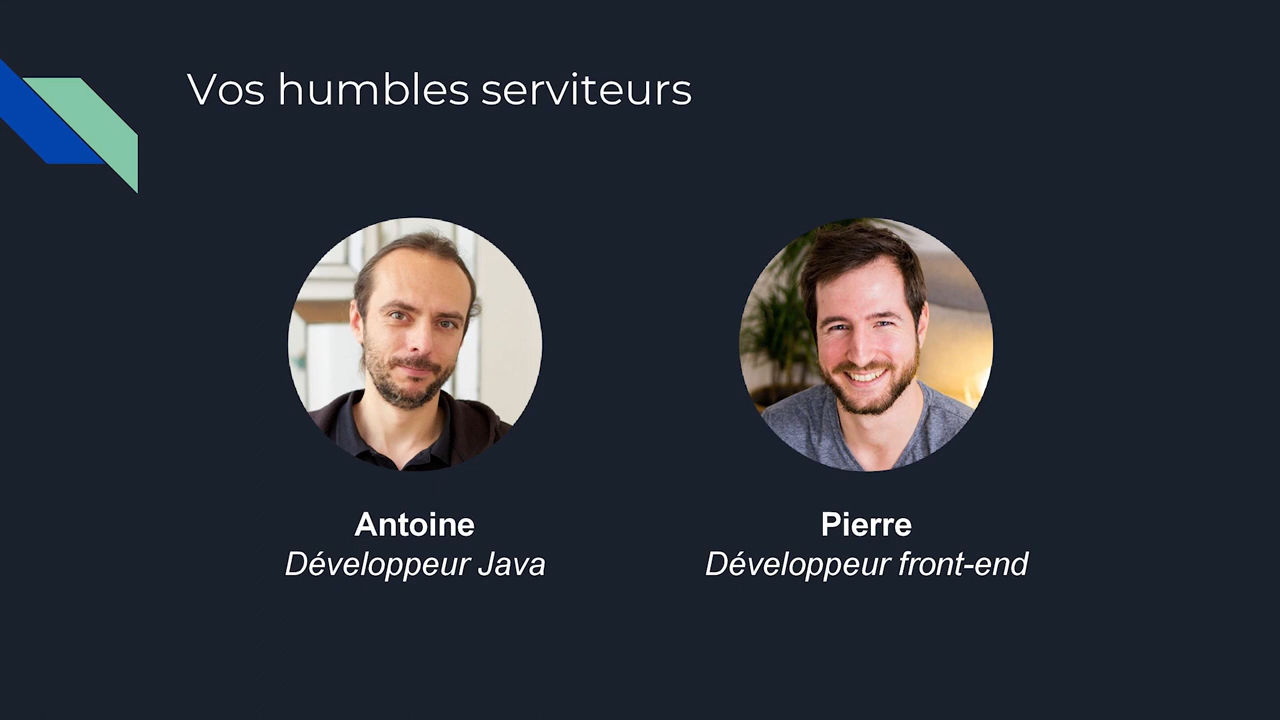 Vos humbles serviteurs
Antoine
Développeur Java
Pierre
Développeur front-end